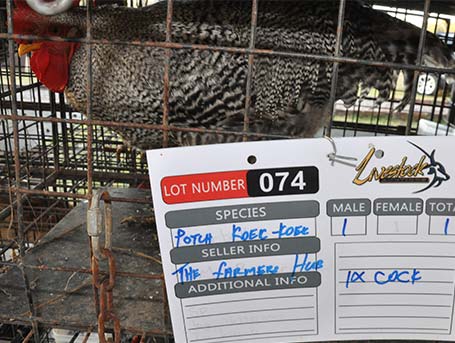 LOT NUMBER 074
Livestock
SPECIES MALE FEMALE TOTA
Potch Koek-Koek 1 1
SELLER INFO
The Farmers Hub
1x COCK
ADDITIONAL INFO